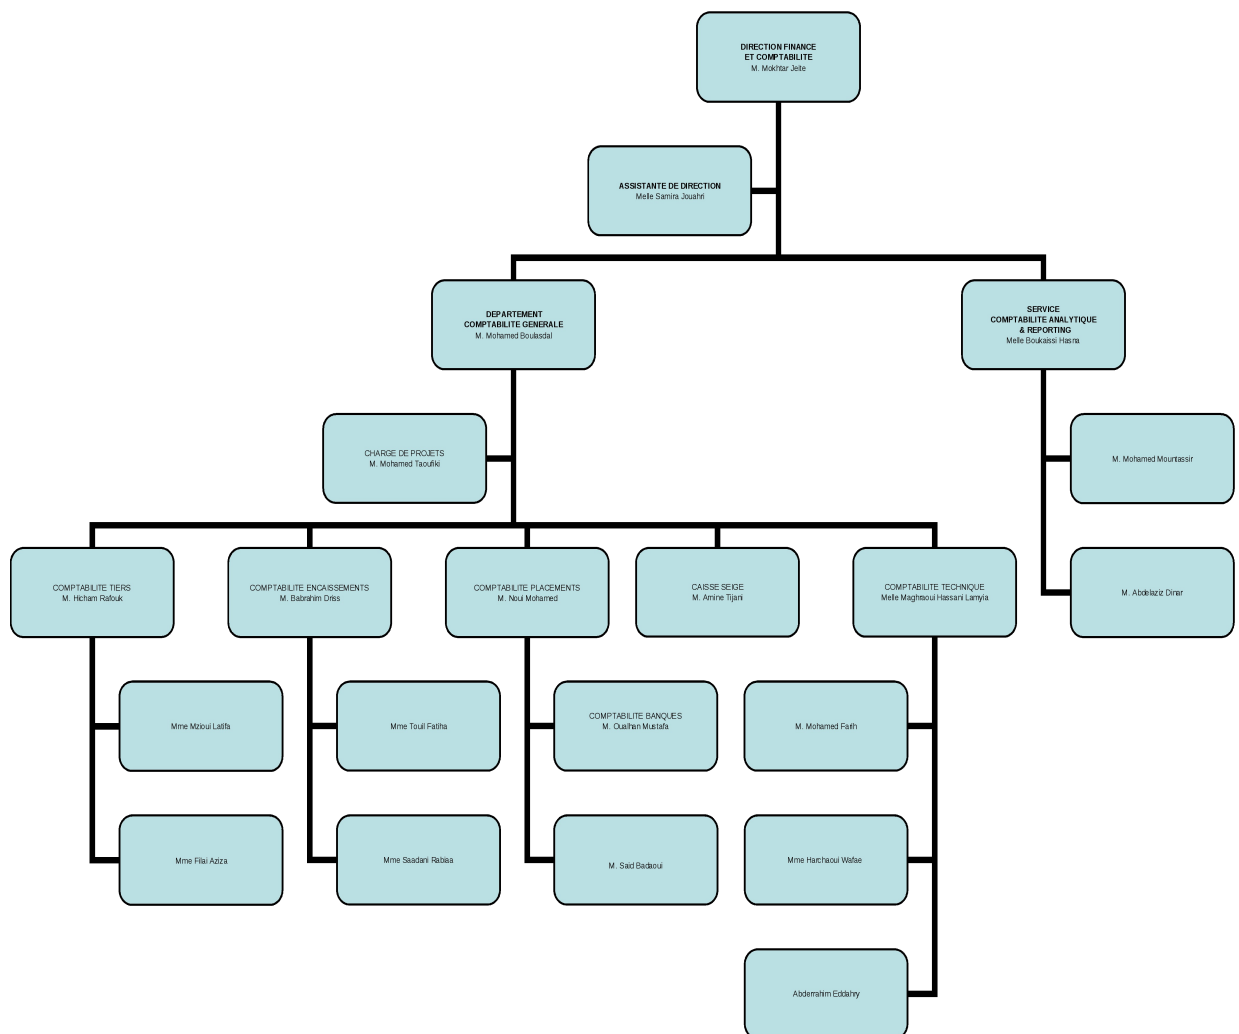 DIRECTION FINANCE
ET COMPTABILITE
M. Mokhtar Jeite
ASSISTANTE DE DIRECTION
Melle Samira Jouahri
DEPARTEMENT
COMPTABILITE GENERALE
M. Mohamed Boulasdal
SERVICE
COMPTABILITE ANALYTIQUE
& REPORTING
Melle Boukaissi Hasna
CHARGE DE PROJETS
M. Mohamed Taoufiki
M. Mohamed Mountassir
COMPTABILITE TIERS
M. Hicham Rafouk
COMPTABILITE ENCAISSEMENTS
M. Babrahim Driss
COMPTABILITE PLACEMENTS
M. Noui Mohamed
CAISSE SEIGE
M. Amine Tijani
COMPTABILITE TECHNIQUE
Melle Maghraoui Hassani Lamyia
M. Abdelaziz Dinar
Mme Mzioui Latifa
Mme Touil Fatiha
COMPTABILITE BANQUES
M. Oualhan Mustafa
M. Mohamed Farih
Mme Filai Aziza
Mme Saadani Rabiaa
M. Said Badaoui
Mme Harchaoui Wafae
Abderrahim Eddahry